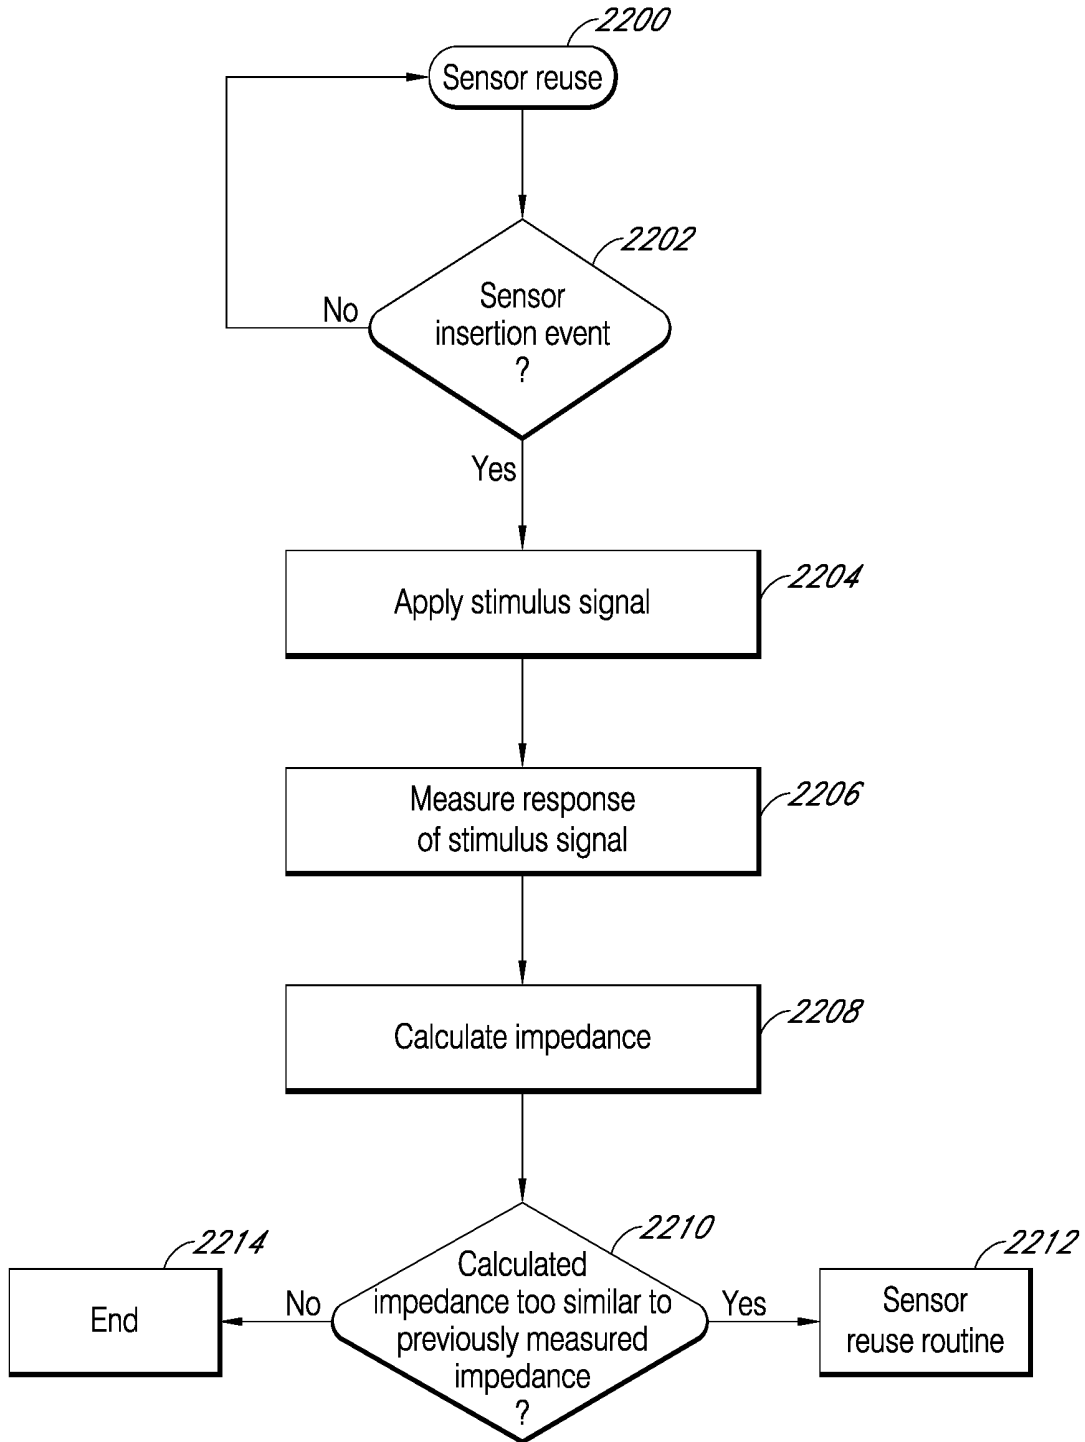 2200
Sensor reuse
2202
Sensor
insertion event
?
No
Yes
2204
Apply stimulus signal
2206
Measure response
of stimulus signal
2208
Calculate impedance
2210
Calculated
impedance too similar to
previously measured
impedance
?
2214
End
No
Yes
2212
Sensor
reuse routine